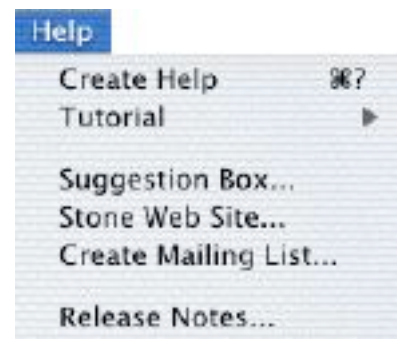 Help
Create Help ⌘?
Tutorial ▶
Suggestion Box...
Stone Web Site...
Create Mailing List...
Release Notes...